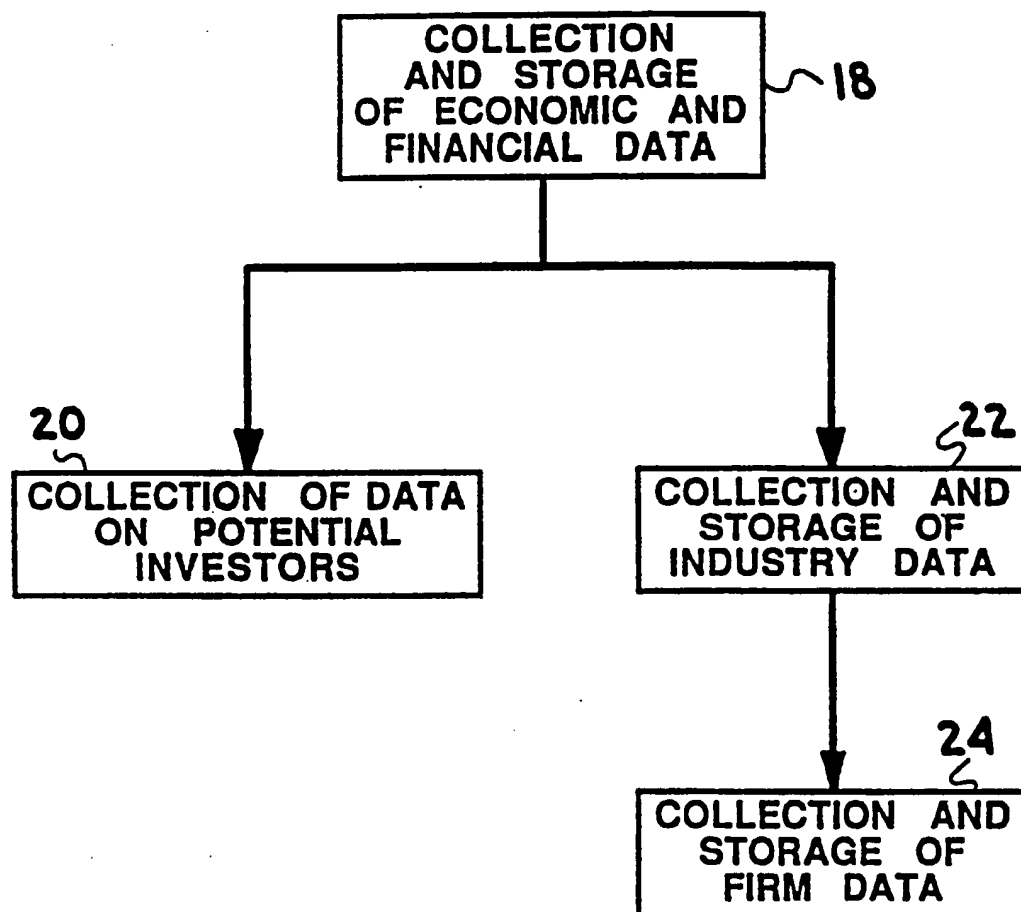 COLLECTION
AND STORAGE
OF ECONOMIC AND
FINANCIAL DATA
18
20
COLLECTION OF DATA
ON POTENTIAL
INVESTORS
22
COLLECTION AND
STORAGE OF
INDUSTRY DATA
24
COLLECTION AND
STORAGE OF
FIRM DATA